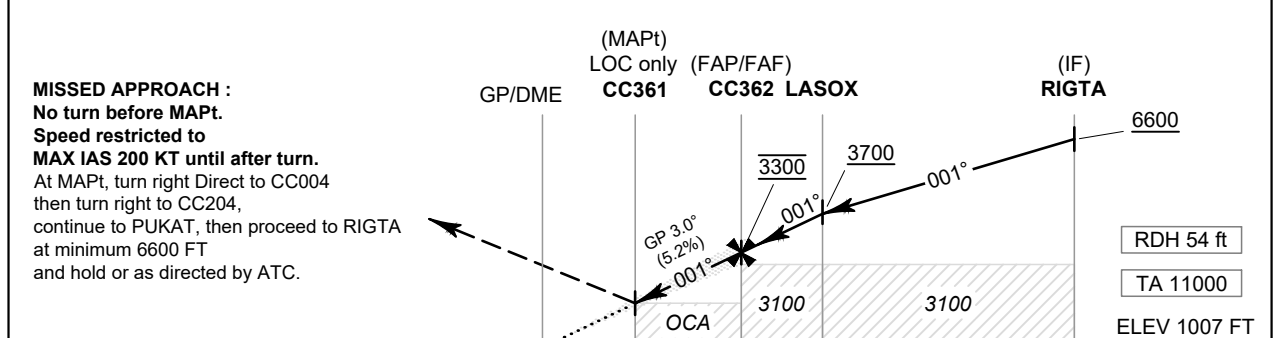 MISSED APPROACH :
No turn before MAPt.
Speed restricted to
MAX IAS 200 KT until after turn.
At MAPt, turn right Direct to CC004
then turn right to CC204,
continue to PUKAT, then proceed to RIGTA
at minimum 6600 FT
and hold or as directed by ATC.
GP/DME
(MAPt)
LOC only
CC361
(FAP/FAF)
CC362
LASOX
(IF)
RIGTA
6600
3700
3300
001°
001°
GP 3.0°
(5.2%)
001°
OCA
3100
3100
RDH 54 ft
TA 11000
ELEV 1007 FT